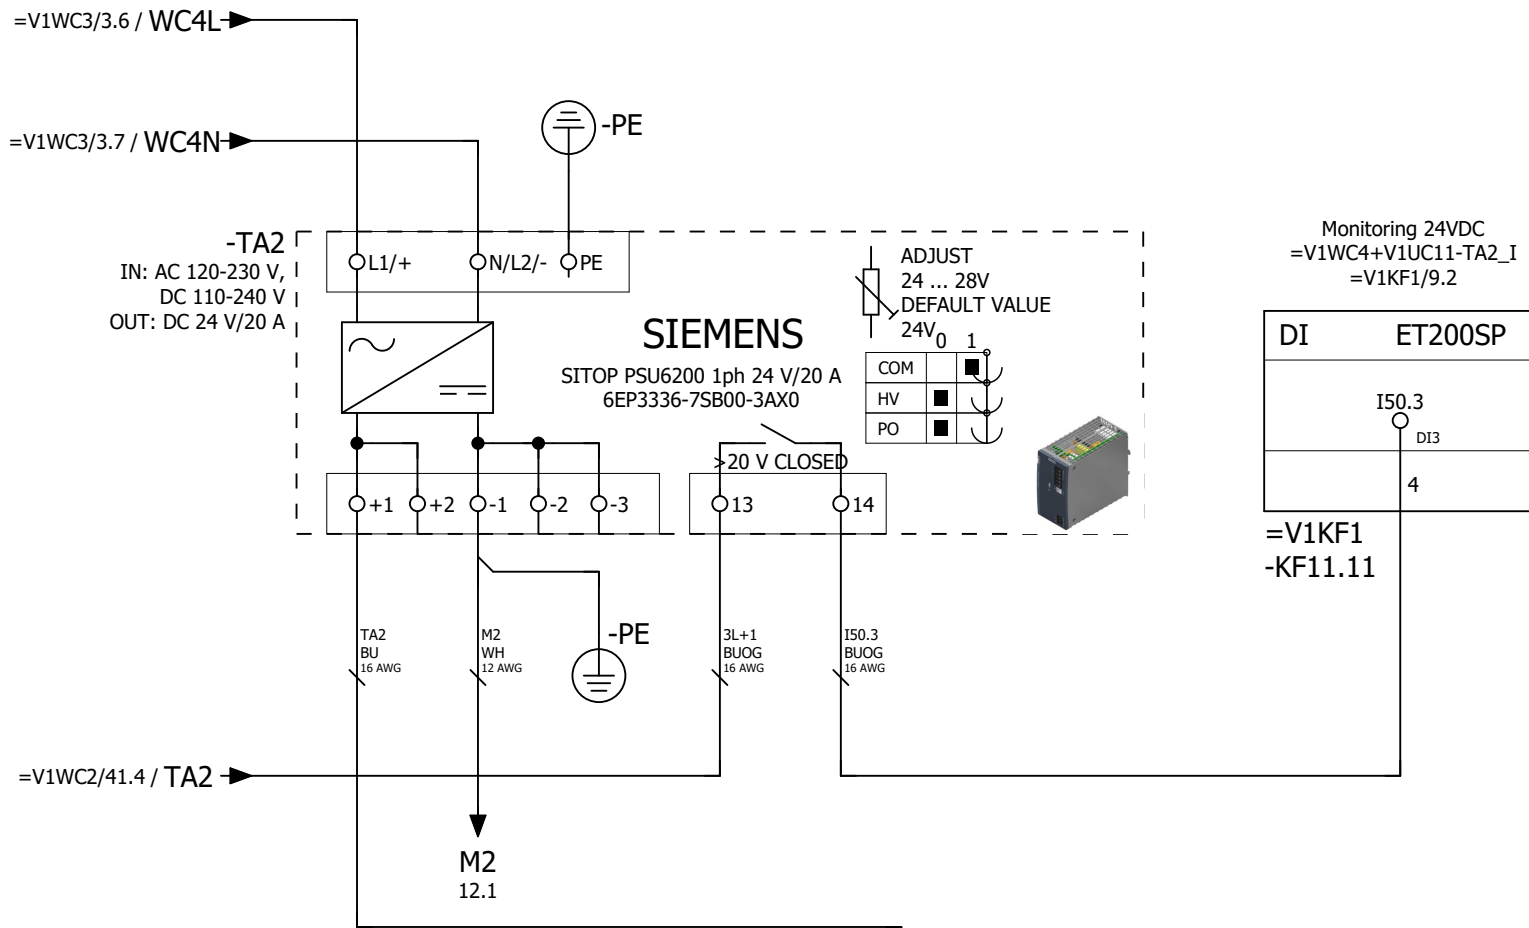 =V1WC3/3.6 / WC4L
=V1WC3/3.7 / WC4N
-PE
-TA2
IN: AC 120-230 V,
DC 110-240 V
OUT: DC 24 V/20 A
L1/+
N/L2/-
PE
SIEMENS
SITOP PSU6200 1ph 24 V/20 A
6EP3336-7SB00-3AX0
ADJUST
24 ... 28V
DEFAULT VALUE
24V
0 1
COM
HV
PO
>20 V CLOSED
+1
+2
-1
-2
-3
13
14
Monitoring 24VDC
=V1WC4+V1UC11-TA2_I
=V1KF1/9.2
DI ET200SP
I50.3
DI3
4
=V1KF1
-KF11.11
TA2
BU
16 AWG
M2
WH
12 AWG
-PE
3L+1
BUOG
16 AWG
I50.3
BUOG
16 AWG
=V1WC2/41.4 / TA2
M2
12.1